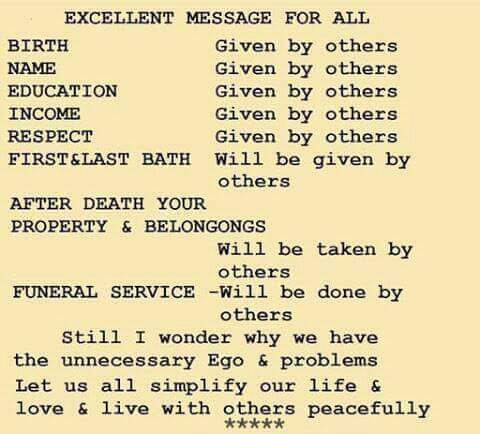 EXCELLENT MESSAGE FOR ALL
BIRTH Given by others
NAME Given by others
EDUCATION Given by others
INCOME Given by others
RESPECT Given by others
FIRST&LAST BATH Will be given by
others
AFTER DEATH YOUR
PROPERTY & BELONGONGS
Will be taken by
others
FUNERAL SERVICE -Will be done by
others
Still I wonder why we have
the unnecessary Ego & problems
Let us all simplify our life &
love & live with others peacefully
*****